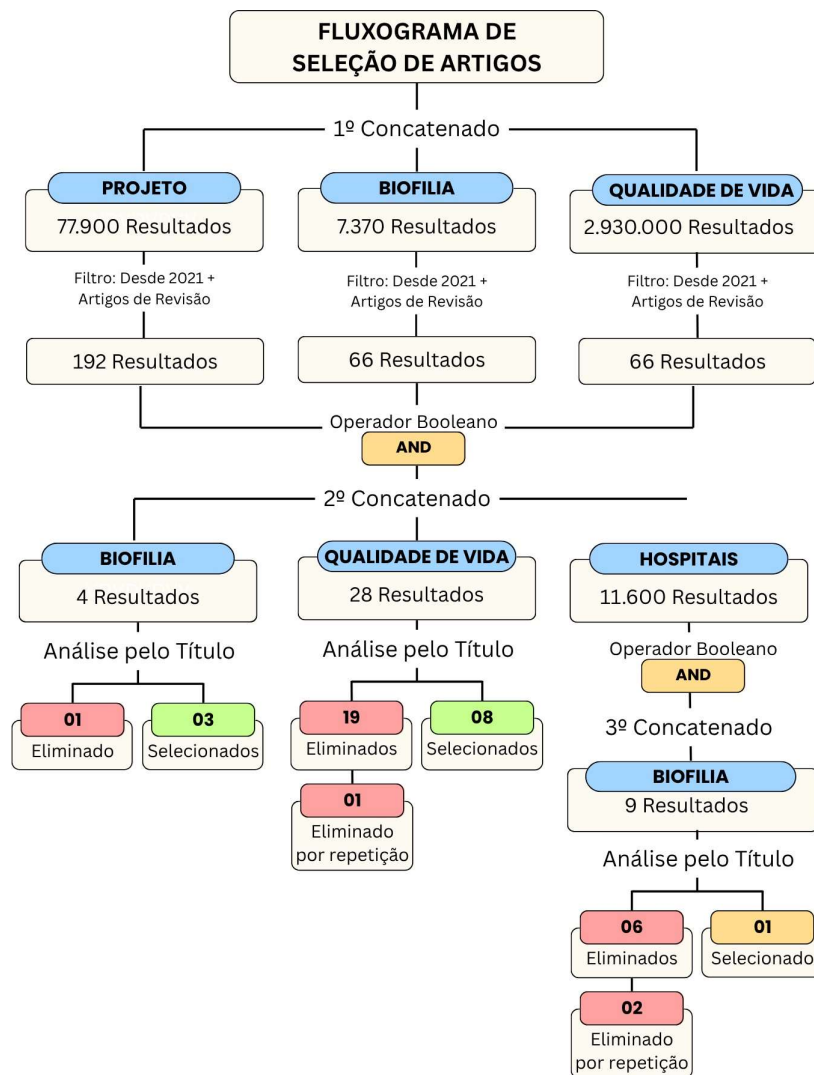 FLUXOGRAMA DE
SELEÇÃO DE ARTIGOS
1º Concatenado
PROJETO
77.900 Resultados
Filtro: Desde 2021 +
Artigos de Revisão
192 Resultados
BIOFILIA
7.370 Resultados
Filtro: Desde 2021 +
Artigos de Revisão
66 Resultados
QUALIDADE DE VIDA
2.930.000 Resultados
Filtro: Desde 2021 +
Artigos de Revisão
66 Resultados
Operador Booleano
AND
2º Concatenado
BIOFILIA
4 Resultados
Análise pelo Título
01
Eliminado
03
Selecionados
QUALIDADE DE VIDA
28 Resultados
Análise pelo Título
19
Eliminados
01
Eliminado
por repetição
08
Selecionados
HOSPITAIS
11.600 Resultados
Operador Booleano
AND
3º Concatenado
BIOFILIA
9 Resultados
Análise pelo Título
06
Eliminados
02
Eliminado
por repetição
01
Selecionado